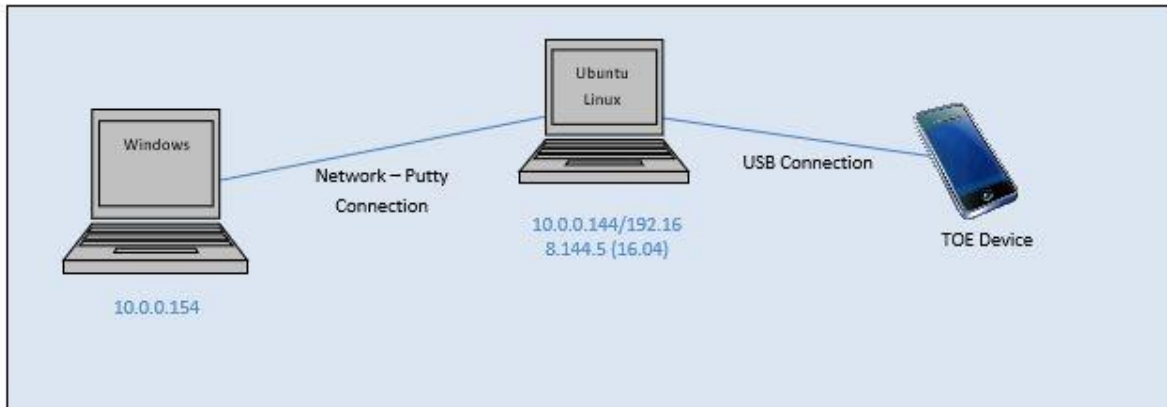 Windows
10.0.0.154
Network – Putty
Connection
Ubuntu
Linux
10.0.0.144/192.16
8.144.5 (16.04)
USB Connection
TOE Device